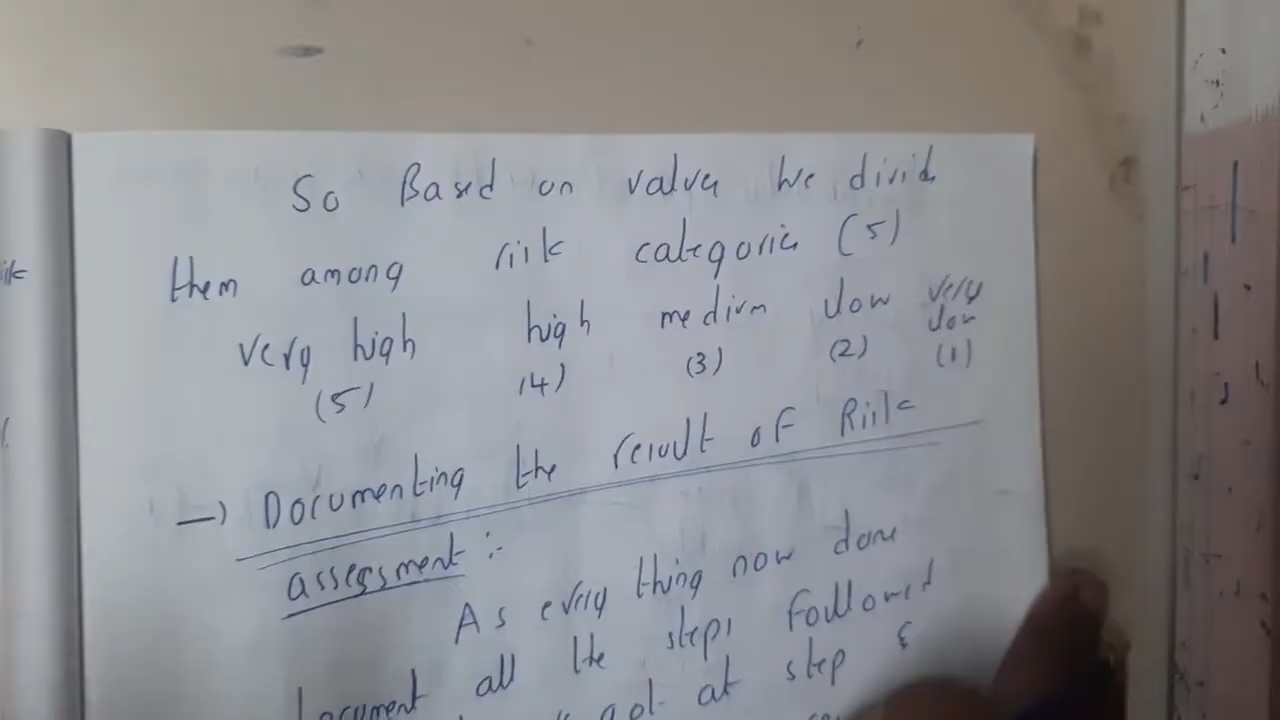 So Based on value we divide
them among risk categories (5)
very high high medium low very low
(5) (4) (3) (2) (1)
→ Documenting the result of Risk
assessment :-
As every thing now done
document all the steps followed
got at step &